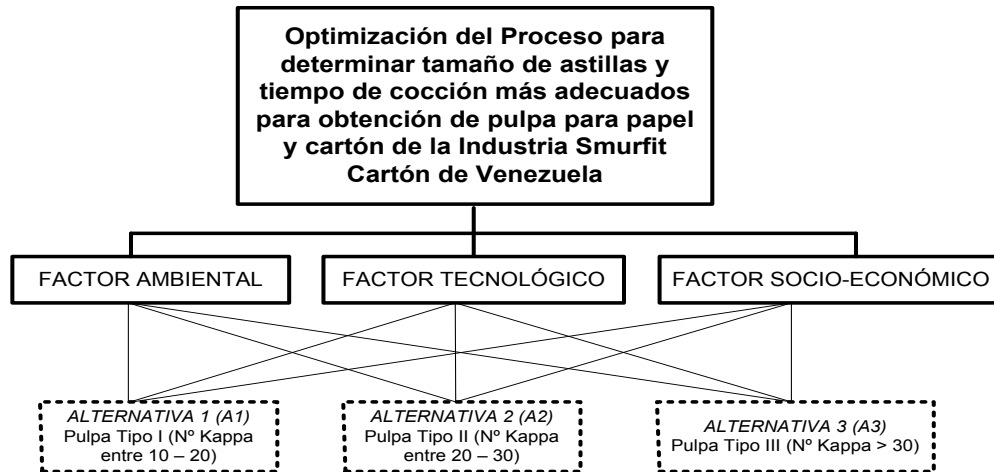 Optimización del Proceso para
determinar tamaño de astillas y
tiempo de cocción más adecuados
para obtención de pulpa para papel
y cartón de la Industria Smurfit
Cartón de Venezuela
FACTOR AMBIENTAL
FACTOR TECNOLÓGICO
FACTOR SOCIO-ECONÓMICO
ALTERNATIVA 1 (A1)
Pulpa Tipo I (Nº Kappa
entre 10 – 20)
ALTERNATIVA 2 (A2)
Pulpa Tipo II (Nº Kappa
entre 20 – 30)
ALTERNATIVA 3 (A3)
Pulpa Tipo III (Nº Kappa > 30)